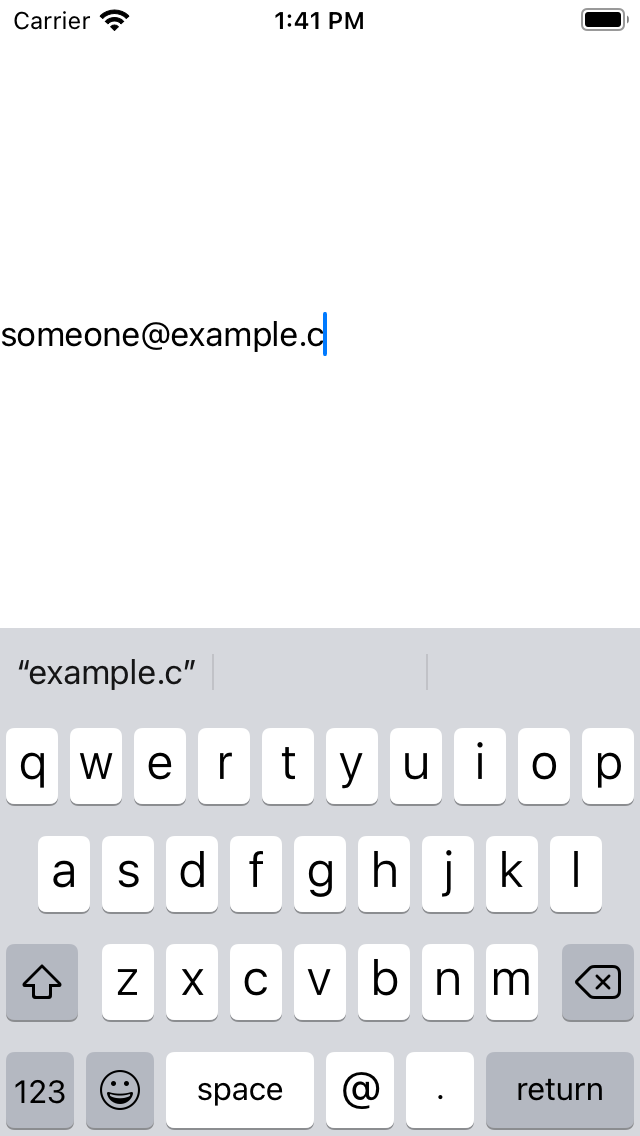 Carrier 1:41 PM
someone@example.c
“example.c”
q w e r t y u i o p
a s d f g h j k l
z x c v b n m
123 space @ . return